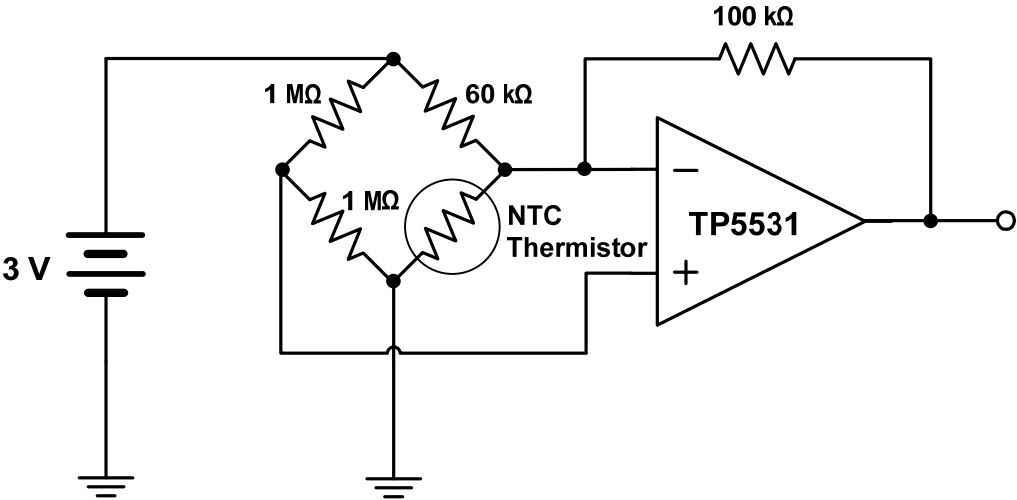 100 kΩ
1 MΩ
60 kΩ
1 MΩ
NTC
Thermistor
TP5531
3 V